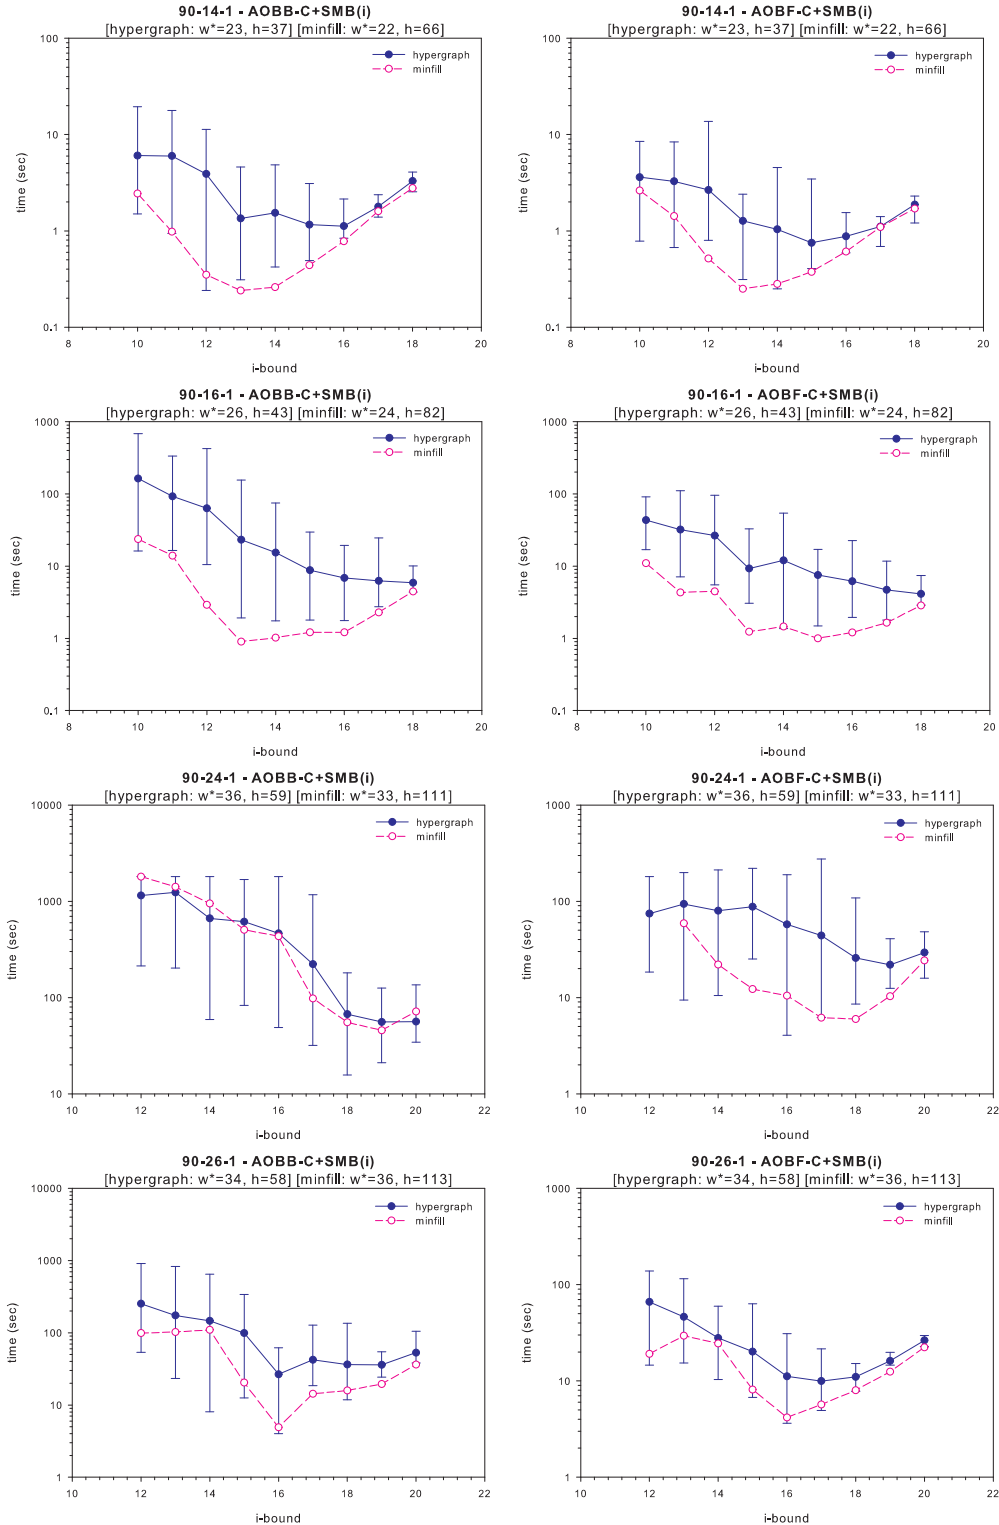 90-14-1 - AOBB-C+SMB(i)
[hypergraph: w*=23, h=37] [minfill: w*=22, h=66]
100
10
1
0.1
time (sec)
hypergraph
minfill
8 10 12 14 16 18 20
i-bound
90-14-1 - AOBF-C+SMB(i)
[hypergraph: w*=23, h=37] [minfill: w*=22, h=66]
100
10
1
0.1
time (sec)
hypergraph
minfill
8 10 12 14 16 18 20
i-bound
90-16-1 - AOBB-C+SMB(i)
[hypergraph: w*=26, h=43] [minfill: w*=24, h=82]
1000
100
10
1
0.1
time (sec)
hypergraph
minfill
8 10 12 14 16 18 20
i-bound
90-16-1 - AOBF-C+SMB(i)
[hypergraph: w*=26, h=43] [minfill: w*=24, h=82]
1000
100
10
1
0.1
time (sec)
hypergraph
minfill
8 10 12 14 16 18 20
i-bound
90-24-1 - AOBB-C+SMB(i)
[hypergraph: w*=36, h=59] [minfill: w*=33, h=111]
10000
1000
100
10
time (sec)
hypergraph
minfill
10 12 14 16 18 20 22
i-bound
90-24-1 - AOBF-C+SMB(i)
[hypergraph: w*=36, h=59] [minfill: w*=33, h=111]
1000
100
10
1
time (sec)
hypergraph
minfill
10 12 14 16 18 20 22
i-bound
90-26-1 - AOBB-C+SMB(i)
[hypergraph: w*=34, h=58] [minfill: w*=36, h=113]
10000
1000
100
10
1
time (sec)
hypergraph
minfill
10 12 14 16 18 20 22
i-bound
90-26-1 - AOBF-C+SMB(i)
[hypergraph: w*=34, h=58] [minfill: w*=36, h=113]
1000
100
10
1
time (sec)
hypergraph
minfill
10 12 14 16 18 20 22
i-bound